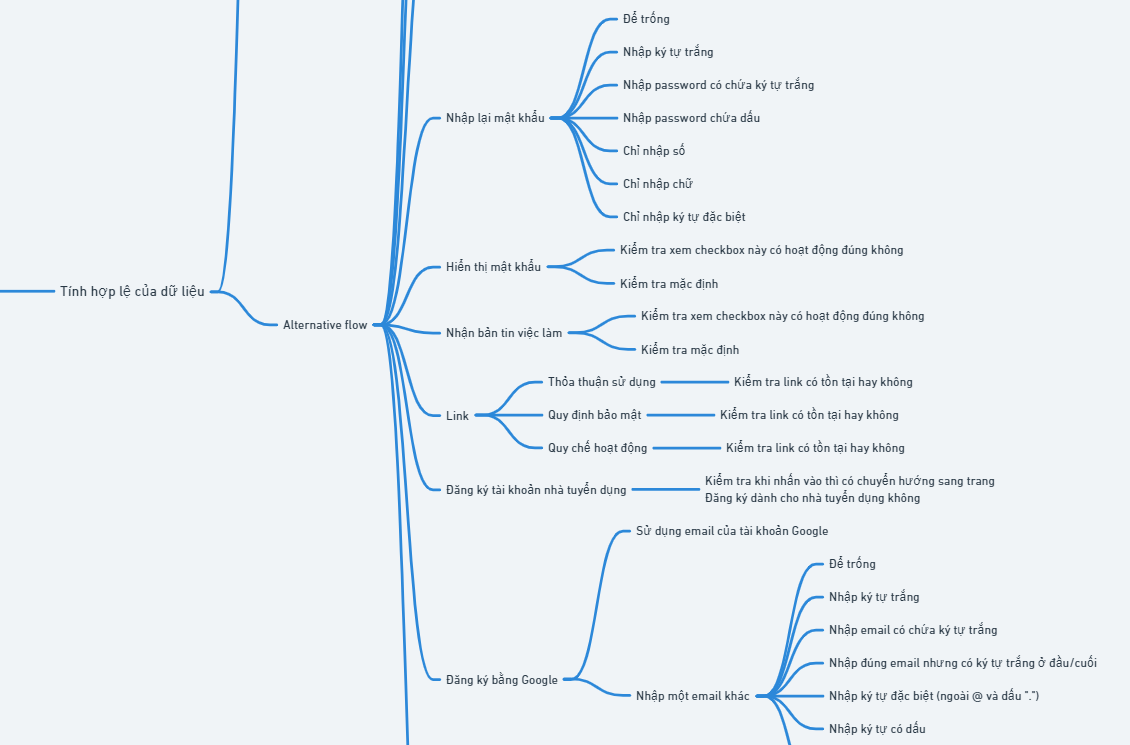 Tính hợp lệ của dữ liệu
Alternative flow
Nhập lại mật khẩu
Để trống
Nhập ký tự trắng
Nhập password có chứa ký tự trắng
Nhập password chứa dấu
Chỉ nhập số
Chỉ nhập chữ
Chỉ nhập ký tự đặc biệt
Hiển thị mật khẩu
Kiểm tra xem checkbox này có hoạt động đúng không
Kiểm tra mặc định
Nhận bản tin việc làm
Kiểm tra xem checkbox này có hoạt động đúng không
Kiểm tra mặc định
Link
Thỏa thuận sử dụng
Kiểm tra link có tồn tại hay không
Quy định bảo mật
Kiểm tra link có tồn tại hay không
Quy chế hoạt động
Kiểm tra link có tồn tại hay không
Đăng ký tài khoản nhà tuyển dụng
Kiểm tra khi nhấn vào thì có chuyển hướng sang trang
Đăng ký dành cho nhà tuyển dụng không
Đăng ký bằng Google
Sử dụng email của tài khoản Google
Nhập một email khác
Để trống
Nhập ký tự trắng
Nhập email có chứa ký tự trắng
Nhập đúng email nhưng có ký tự trắng ở đầu/cuối
Nhập ký tự đặc biệt (ngoài @ và dấu ".")
Nhập ký tự có dấu